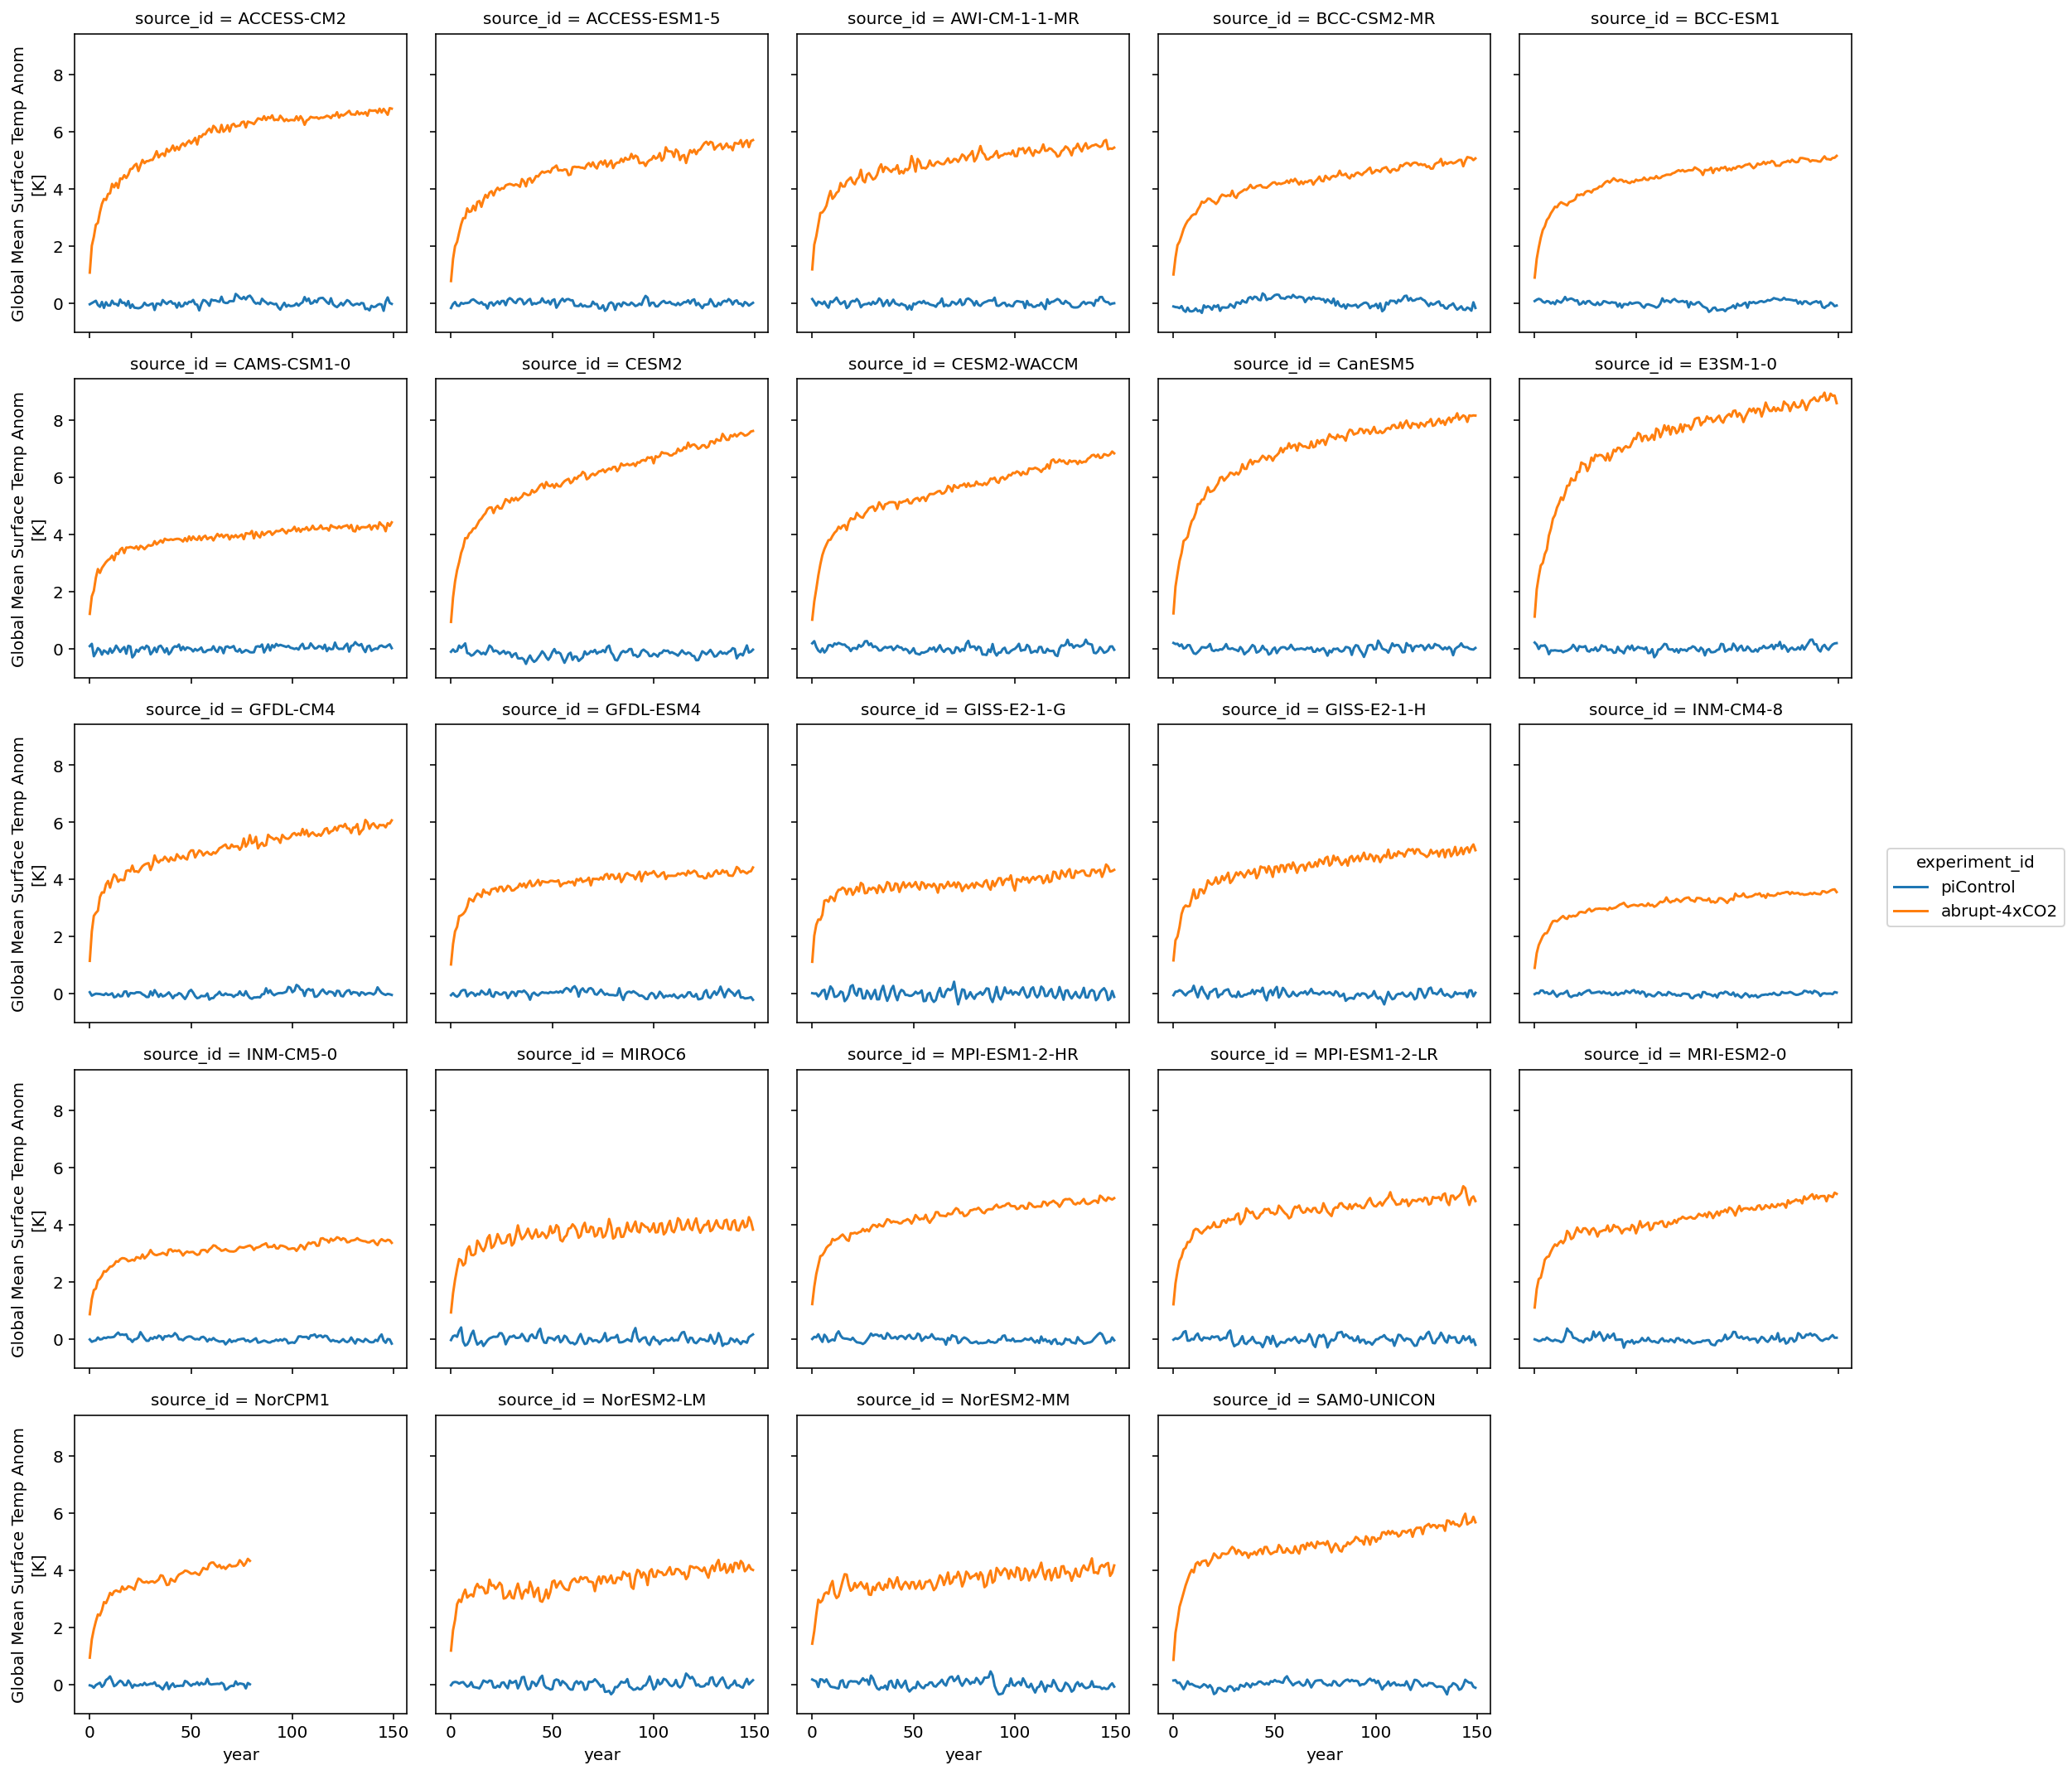 source_id = ACCESS-CM2 source_id = ACCESS-ESM1-5 source_id = AWI-CM-1-1-MR source_id = BCC-CSM2-MR source_id = BCC-ESM1
Global Mean Surface Temp Anom
[K]
8
6
4
2
0
source_id = CAMS-CSM1-0 source_id = CESM2 source_id = CESM2-WACCM source_id = CanESM5 source_id = E3SM-1-0
Global Mean Surface Temp Anom
[K]
8
6
4
2
0
source_id = GFDL-CM4 source_id = GFDL-ESM4 source_id = GISS-E2-1-G source_id = GISS-E2-1-H source_id = INM-CM4-8
Global Mean Surface Temp Anom
[K]
8
6
4
2
0
experiment_id
piControl
abrupt-4xCO2
source_id = INM-CM5-0 source_id = MIROC6 source_id = MPI-ESM1-2-HR source_id = MPI-ESM1-2-LR source_id = MRI-ESM2-0
Global Mean Surface Temp Anom
[K]
8
6
4
2
0
source_id = NorCPM1 source_id = NorESM2-LM source_id = NorESM2-MM source_id = SAM0-UNICON
Global Mean Surface Temp Anom
[K]
8
6
4
2
0
0 50 100 150 0 50 100 150 0 50 100 150 0 50 100 150
year year year year